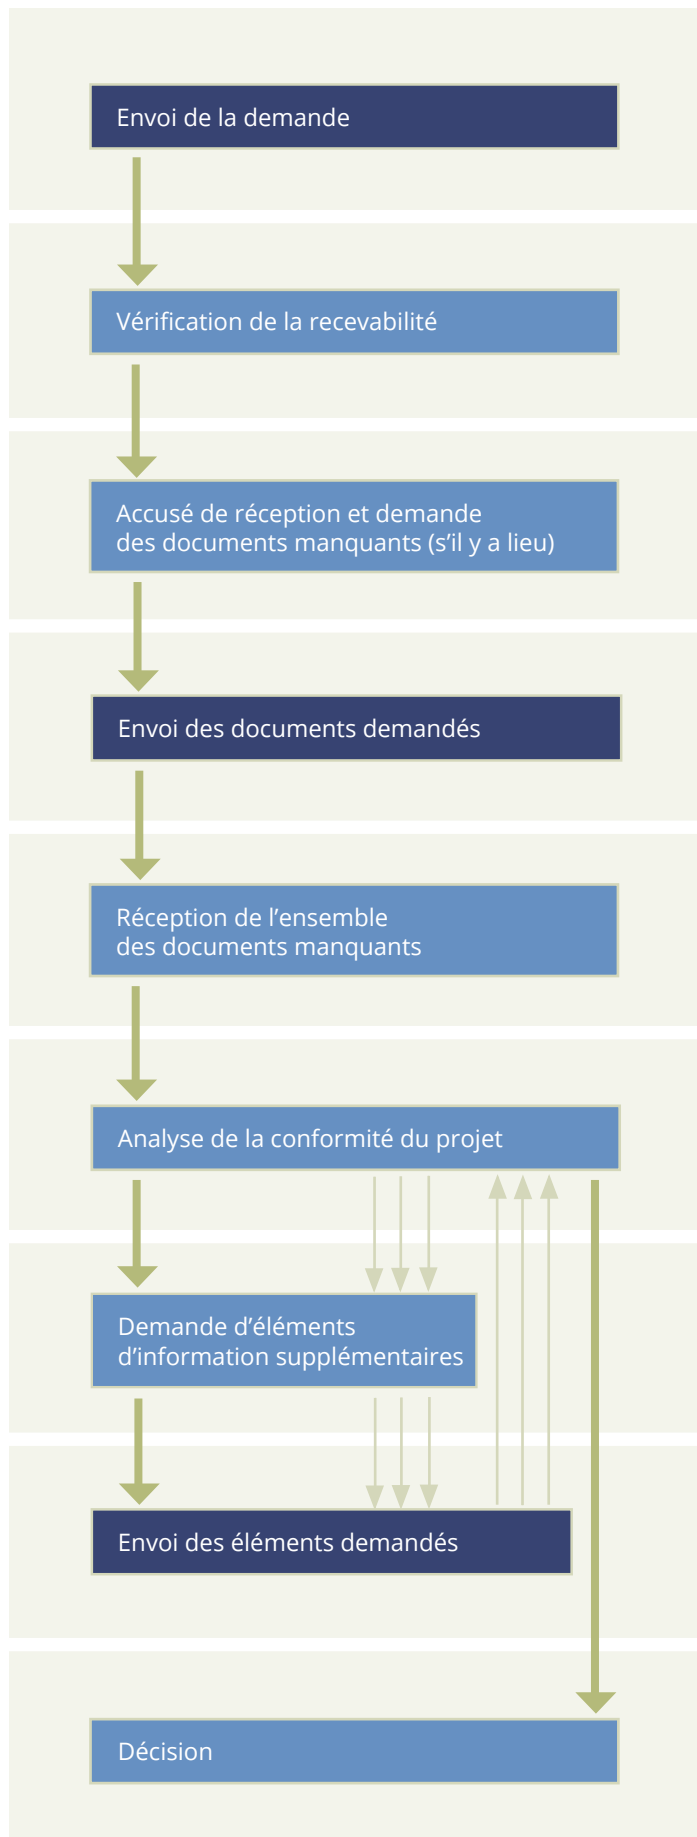 Envoi de la demande
Vérification de la recevabilité
Accusé de réception et demande
des documents manquants (s’il y a lieu)
Envoi des documents demandés
Réception de l’ensemble
des documents manquants
Analyse de la conformité du projet
Demande d’éléments
d’information supplémentaires
Envoi des éléments demandés
Décision